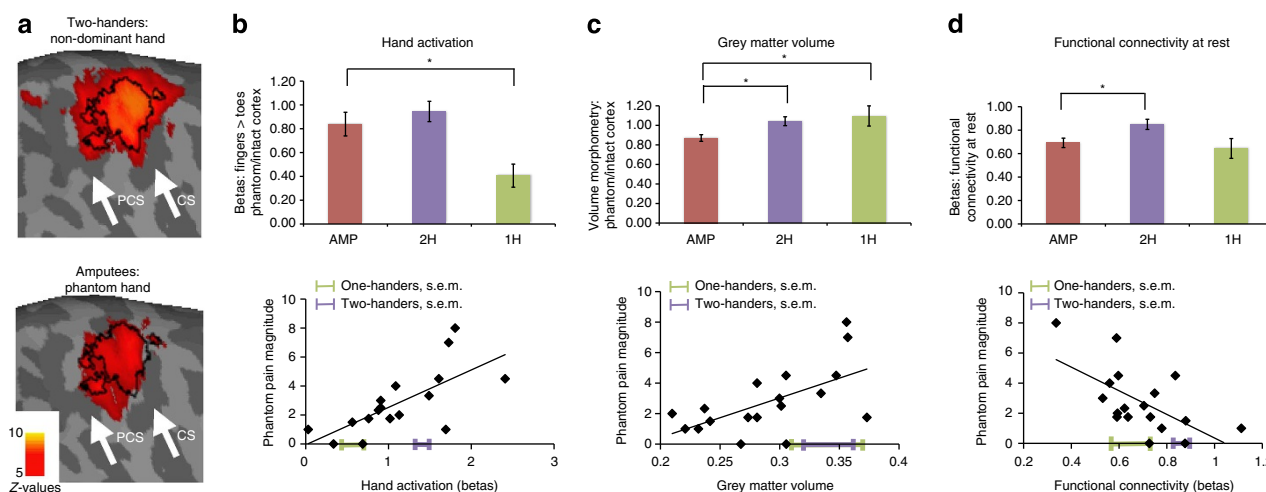 a
Two-handers:
non-dominant hand
PCS
CS
Amputees:
phantom hand
PCS
CS
10
5
Z-values
b
Hand activation
*
Betas: fingers > toes
phantom/intact cortex
1.20
1.00
0.80
0.60
0.40
0.20
0.00
AMP 2H 1H
One-handers, s.e.m.
Two-handers, s.e.m.
Phantom pain magnitude
10
8
6
4
2
0
0 1 2 3
Hand activation (betas)
c
Grey matter volume
*
*
Volume morphometry:
phantom/intact cortex
1.20
1.00
0.80
0.60
0.40
0.20
0.00
AMP 2H 1H
One-handers, s.e.m.
Two-handers, s.e.m.
Phantom pain magnitude
10
8
6
4
2
0
0.2 0.25 0.3 0.35 0.4
Grey matter volume
d
Functional connectivity at rest
*
Betas: functional
connectivity at rest
1.00
0.80
0.60
0.40
0.20
0.00
AMP 2H 1H
One-handers, s.e.m.
Two-handers, s.e.m.
Phantom pain magnitude
10
8
6
4
2
0
0.2 0.4 0.6 0.8 1 1.2
Functional connectivity (betas)